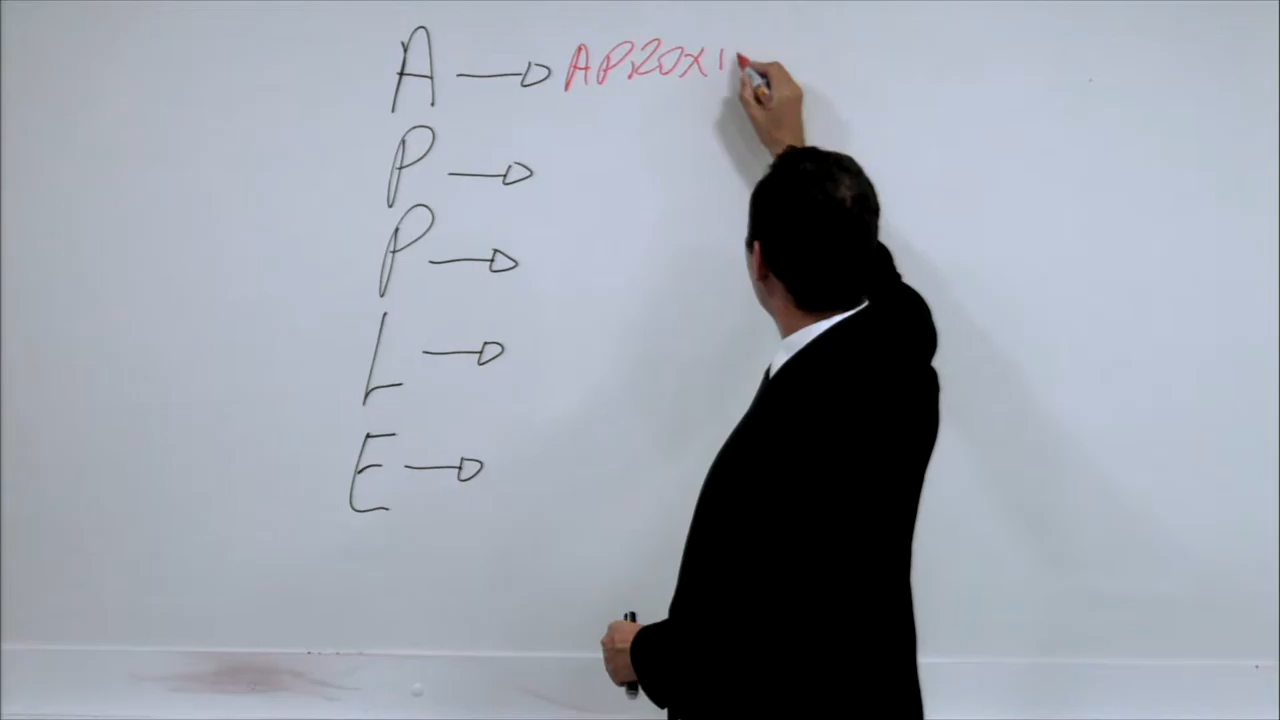 A → APROXI
P →
P →
L →
E →